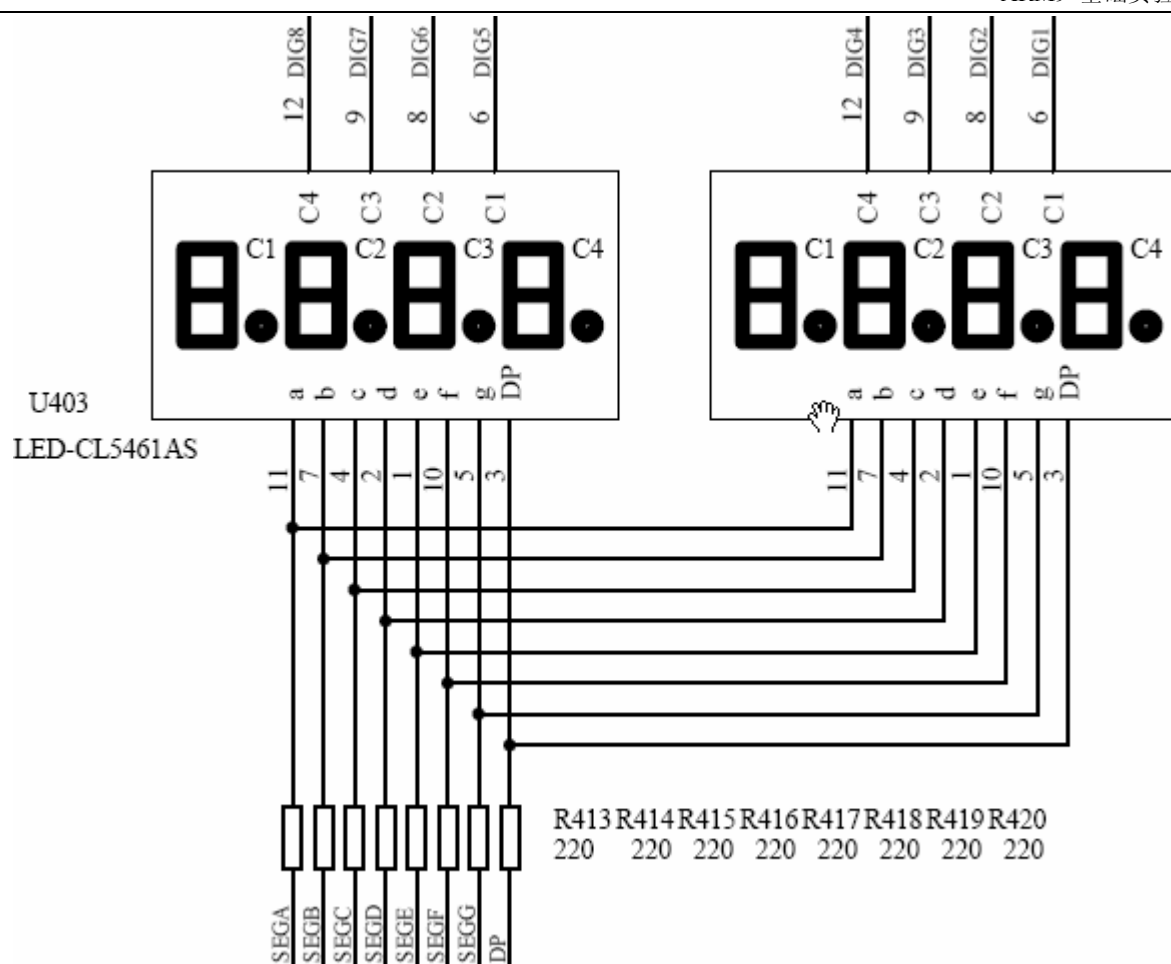 DIG8 DIG7 DIG6 DIG5 DIG4 DIG3 DIG2 DIG1
12 9 8 6 12 9 8 6
C4 C3 C2 C1 C4 C3 C2 C1
C1 C2 C3 C4 C1 C2 C3 C4
a b c d e f g DP a b c d e f g DP
U403
LED-CL5461AS
11 7 4 2 1 10 5 3 11 7 4 2 1 10 5 3
R413 R414 R415 R416 R417 R418 R419 R420
220 220 220 220 220 220 220 220
SEGA SEGB SEGC SEGD SEGE SEGF SEGG DP